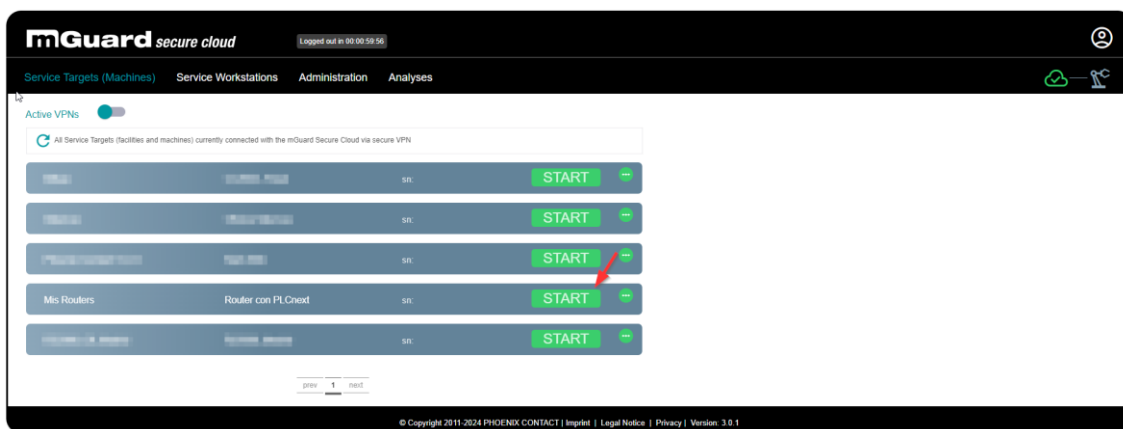 mGuard secure cloud Logged out in 00:00:59:56
Service Targets (Machines) Service Workstations Administration Analyses
Active VPNs
All Service Targets (facilities and machines) currently connected with the mGuard Secure Cloud via secure VPN
sn: START
sn: START
sn: START
Mis Routers Router con PLCnext sn: START
sn: START
prev 1 next
© Copyright 2011-2024 PHOENIX CONTACT | Imprint | Legal Notice | Privacy | Version: 3.0.1